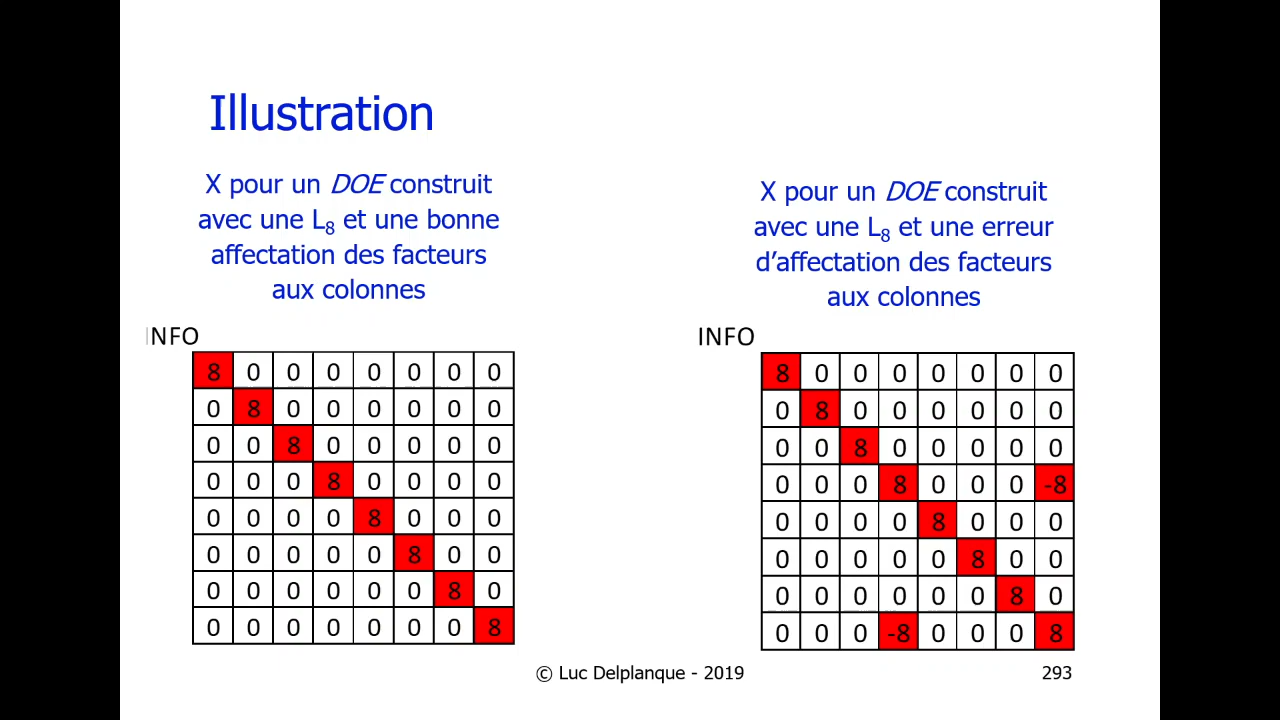 Illustration
X pour un DOE construit
avec une L8 et une bonne
affectation des facteurs
aux colonnes
X pour un DOE construit
avec une L8 et une erreur
d’affectation des facteurs
aux colonnes
INFO
8 0 0 0 0 0 0 0
0 8 0 0 0 0 0 0
0 0 8 0 0 0 0 0
0 0 0 8 0 0 0 0
0 0 0 0 8 0 0 0
0 0 0 0 0 8 0 0
0 0 0 0 0 0 8 0
0 0 0 0 0 0 0 8
INFO
8 0 0 0 0 0 0 0
0 8 0 0 0 0 0 0
0 0 8 0 0 0 0 0
0 0 0 8 0 0 0 -8
0 0 0 0 8 0 0 0
0 0 0 0 0 8 0 0
0 0 0 0 0 0 8 0
0 0 0 -8 0 0 0 8
© Luc Delplanque - 2019
293